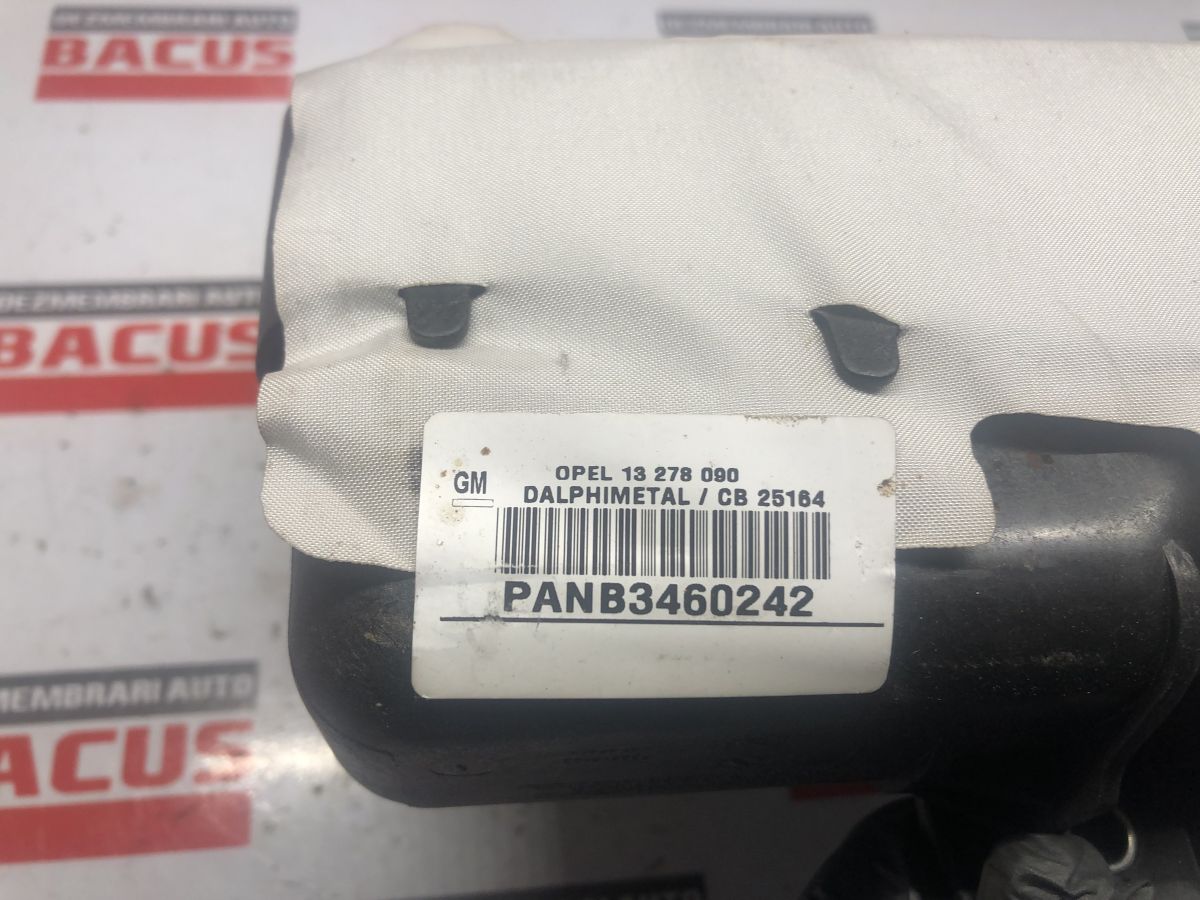 DEZMEMBRARI AUTO
BACUS
DEZMEMBRARI AUTO
BACUS
GM
OPEL 13 278 090
DALPHIMETAL / CB 25164
PANB3460242
MEMBRARI AUTO
ACUS